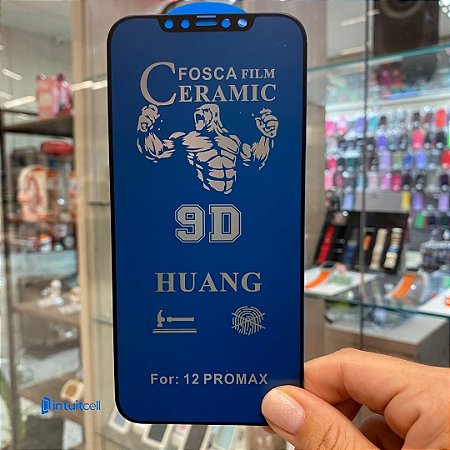 FOSCA FILM
CERAMIC
9D
HUANG
For: 12 PROMAX
intuitcell